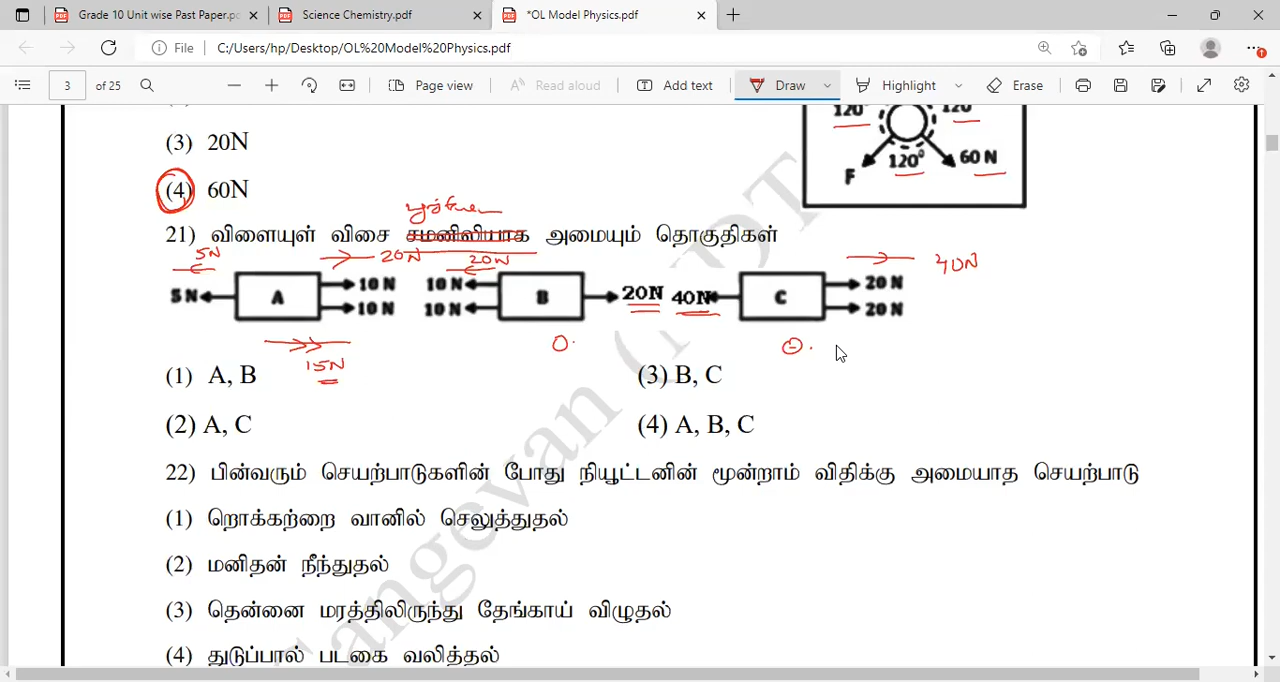 Grade 10 Unit wise Past Paper.pd
Science Chemistry.pdf
*OL Model Physics.pdf
File C:/Users/hp/Desktop/OL%20Model%20Physics.pdf
3 of 25
Page view
Read aloud
Add text
Draw
Highlight
Erase
120° 120
(3) 20N
F 120⁰ 60 N
(4) 60N
21) விளையுள் விசை சமனிலியாக அமையும் தொகுதிகள்
5N 20N 20N 40N
5 N A 10 N 10 N
10 N 10 N B 20N
40N C 20 N 20 N
15N
0
(1) A, B
(3) B, C
(2) A, C
(4) A, B, C
22) பின்வரும் செயற்பாடுகளின் போது நியூட்டனின் மூன்றாம் விதிக்கு அமையாத செயற்பாடு
(1) றொக்கற்றை வானில் செலுத்துதல்
(2) மனிதன் நீந்துதல்
(3) தென்னை மரத்திலிருந்து தேங்காய் விழுதல்
(4) துடுப்பால் படகை வலித்தல்